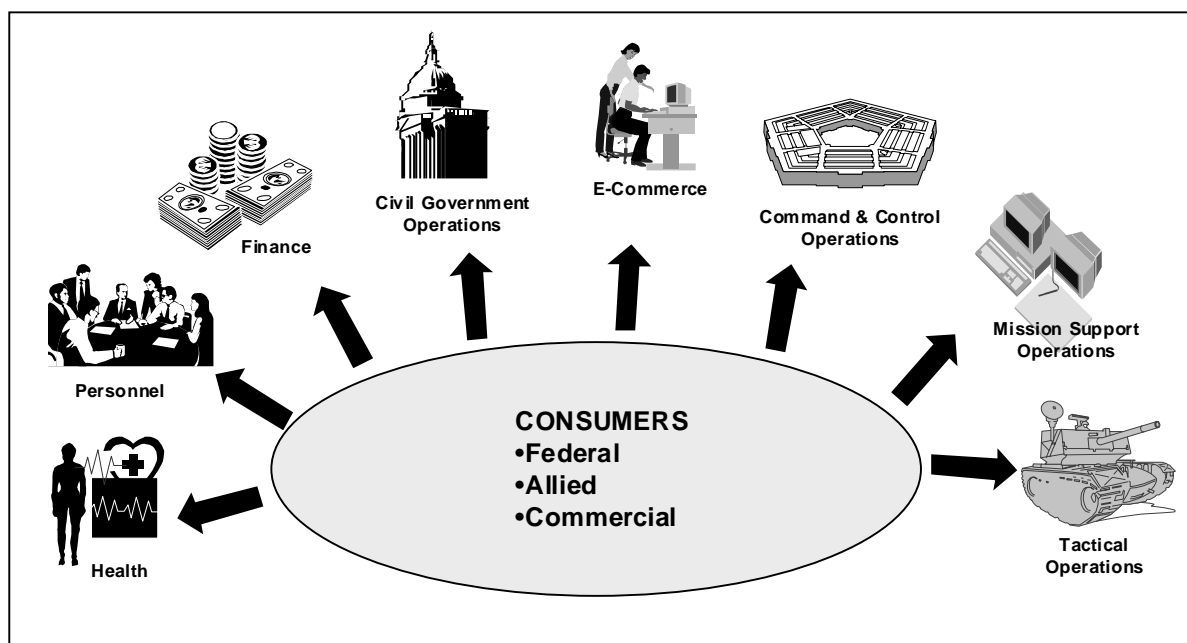 Civil Government
Operations
E-Commerce
Command & Control
Operations
Finance
Mission Support
Operations
Personnel
CONSUMERS
•Federal
•Allied
•Commercial
Health
Tactical
Operations